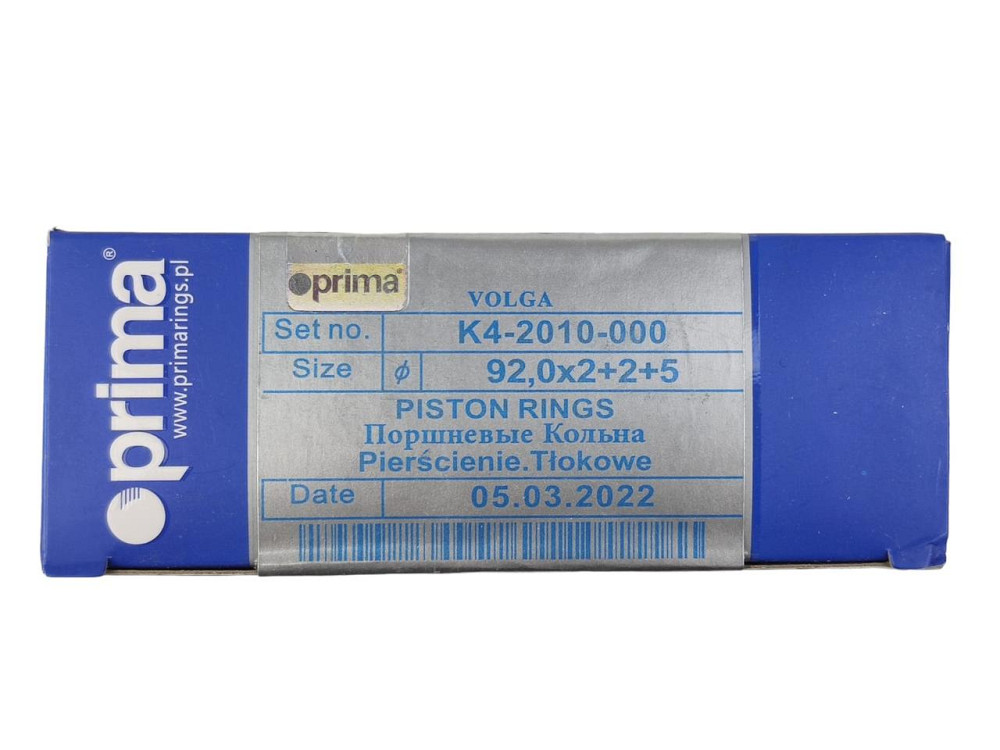 prima®
www.primarings.pl
prima®
VOLGA
Set no. K4-2010-000
Size ϕ 92,0x2+2+5
PISTON RINGS
Поршневые Кольна
Pierścienie.Tłokowe
Date 05.03.2022